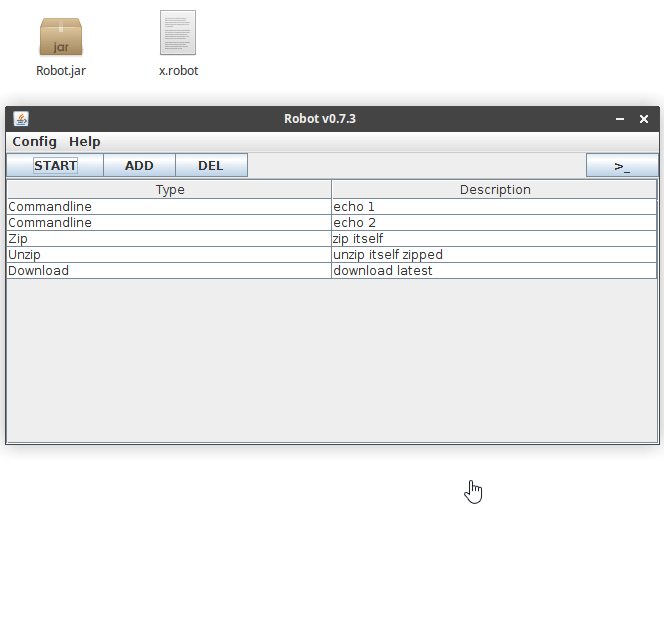 jar
Robot.jar x.robot
Robot v0.7.3
Config Help
START ADD DEL >_
Type Description
Commandline echo 1
Commandline echo 2
Zip zip itself
Unzip unzip itself zipped
Download download latest